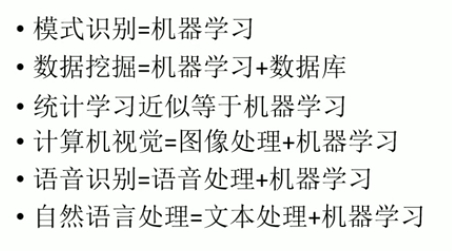 • 模式识别=机器学习
• 数据挖掘=机器学习+数据库
• 统计学习近似等于机器学习
• 计算机视觉=图像处理+机器学习
• 语音识别=语音处理+机器学习
• 自然语言处理=文本处理+机器学习